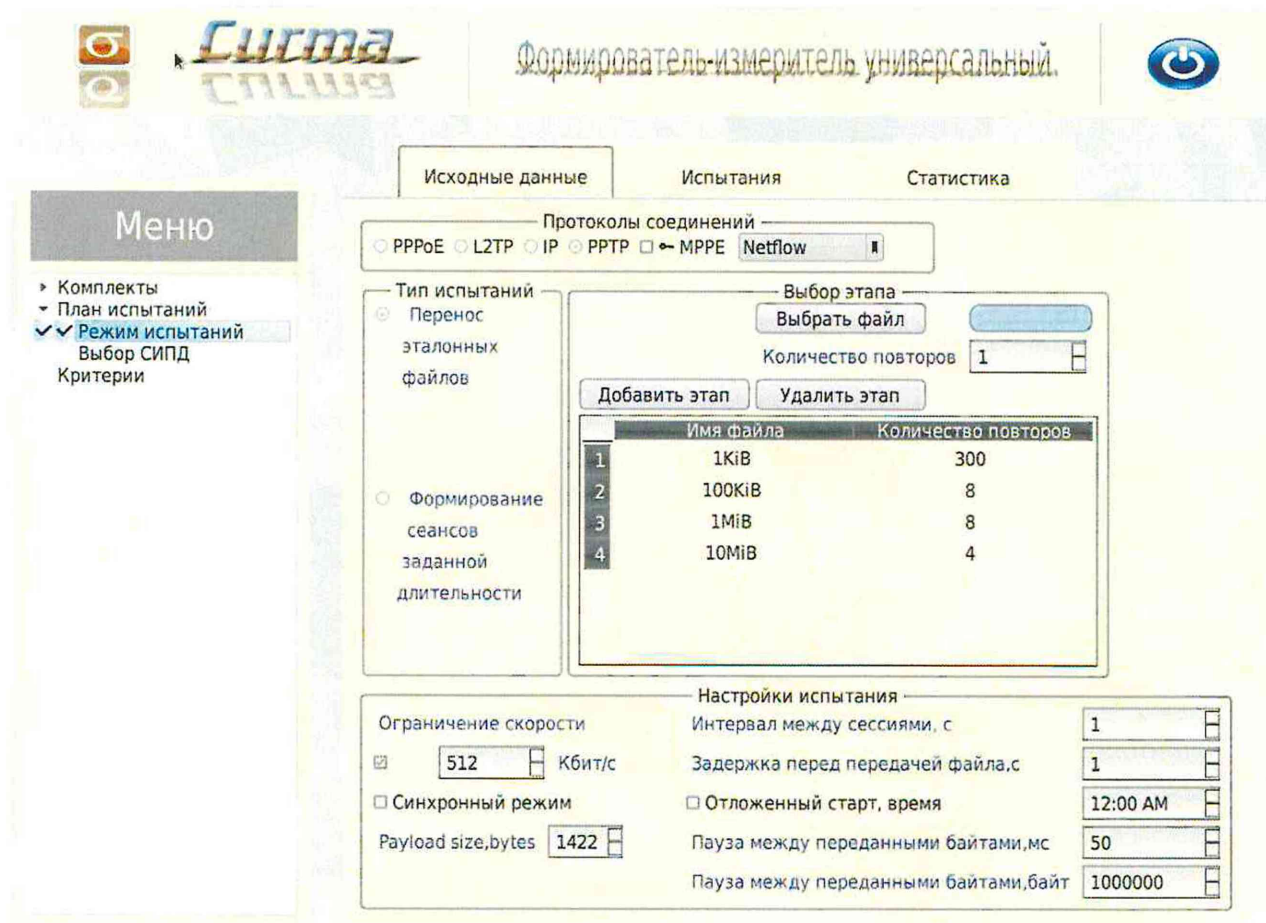 Сигма
Формирователь-измеритель универсальный.
Исходные данные
Испытания
Статистика
Меню
Комплекты
План испытаний
Режим испытаний
Выбор СИПД
Критерии
Протоколы соединений
PPPoE L2TP IP PPTP MPPE Netflow
Тип испытаний
Перенос
эталонных
файлов
Формирование
сеансов
заданной
длительности
Выбор этапа
Выбрать файл
Количество повторов 1
Добавить этап Удалить этап
Имя файла Количество повторов
1 1KiB 300
2 100KiB 8
3 1MiB 8
4 10MiB 4
Настройки испытания
Ограничение скорости
512 Кбит/с
Синхронный режим
Payload size,bytes 1422
Интервал между сессиями, с 1
Задержка перед передачей файла,с 1
Отложенный старт, время 12:00 AM
Пауза между переданными байтами,мс 50
Пауза между переданными байтами,байт 1000000